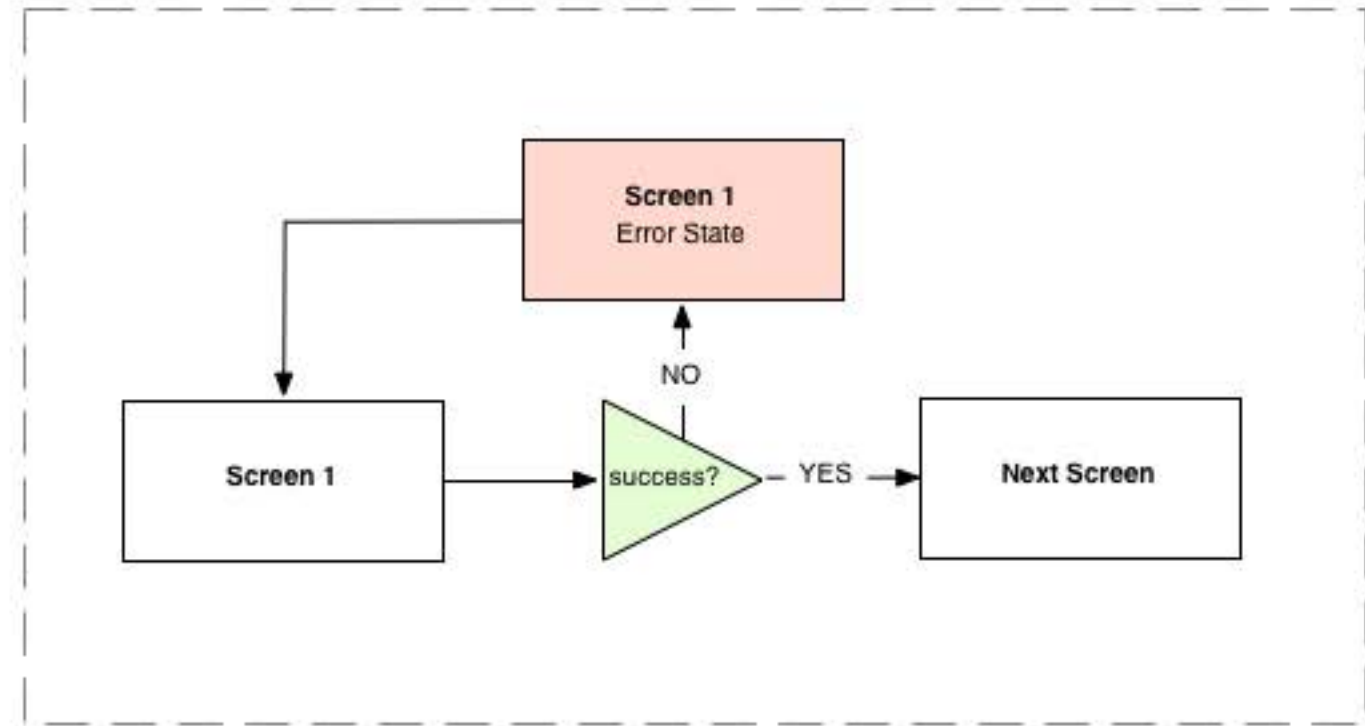 Screen 1
Error State
NO
Screen 1
success?
YES
Next Screen